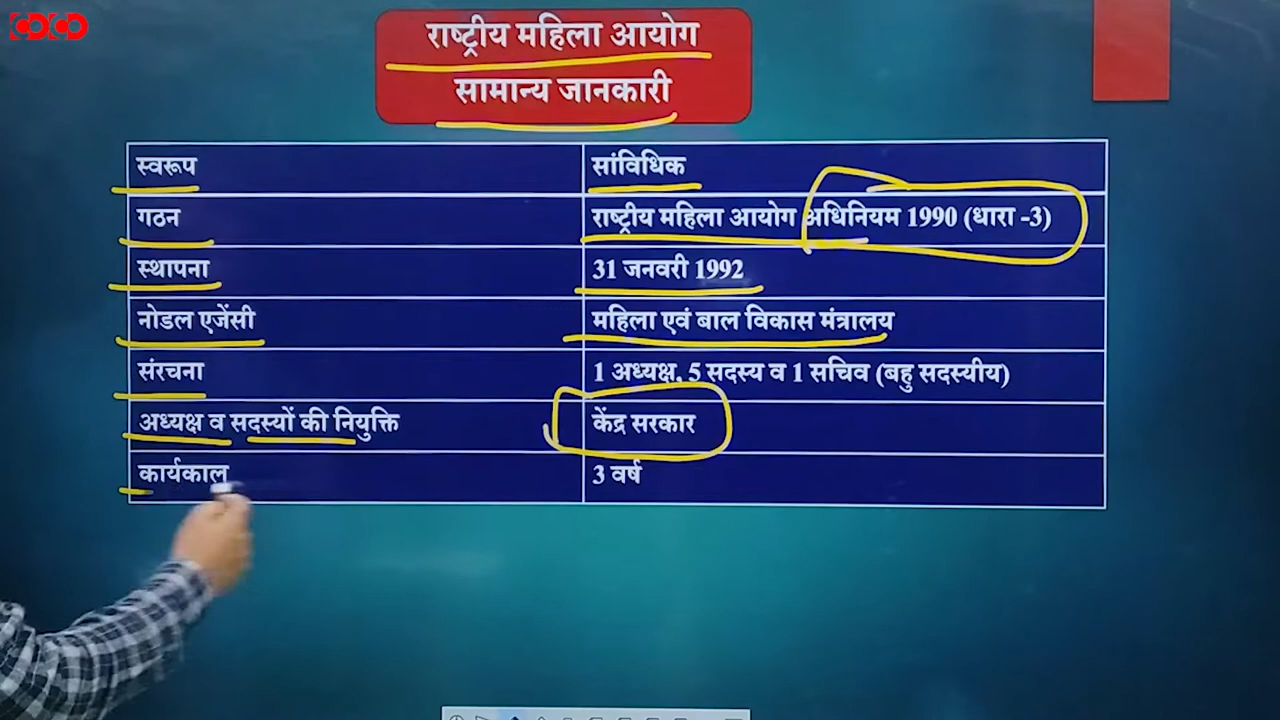 COCO
राष्ट्रीय महिला आयोग
सामान्य जानकारी
स्वरूप
सांविधिक
गठन
राष्ट्रीय महिला आयोग अधिनियम 1990 (धारा -3)
स्थापना
31 जनवरी 1992
नोडल एजेंसी
महिला एवं बाल विकास मंत्रालय
संरचना
1 अध्यक्ष, 5 सदस्य व 1 सचिव (बहु सदस्यीय)
अध्यक्ष व सदस्यों की नियुक्ति
केंद्र सरकार
कार्यकाल
3 वर्ष